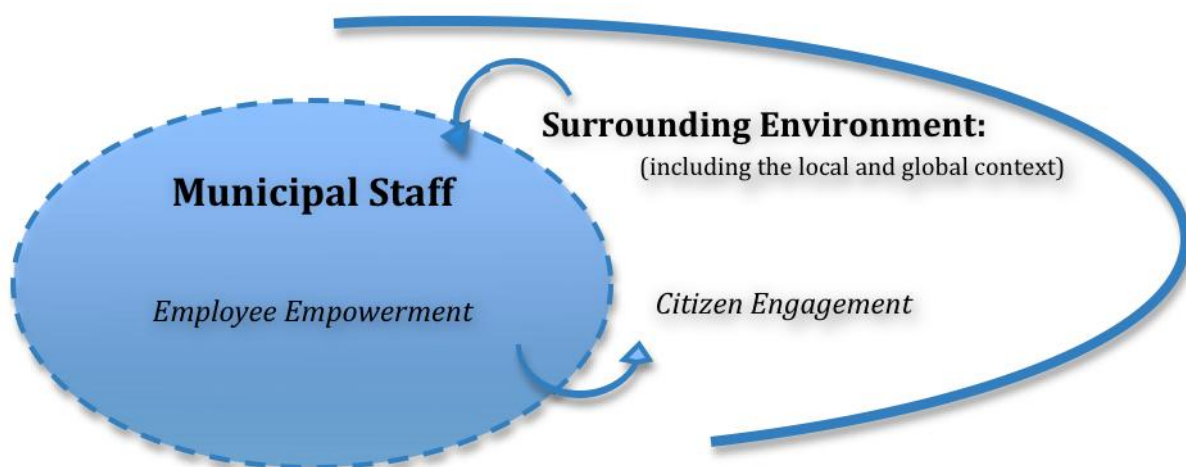 Surrounding Environment:
(including the local and global context)
Municipal Staff
Employee Empowerment
Citizen Engagement